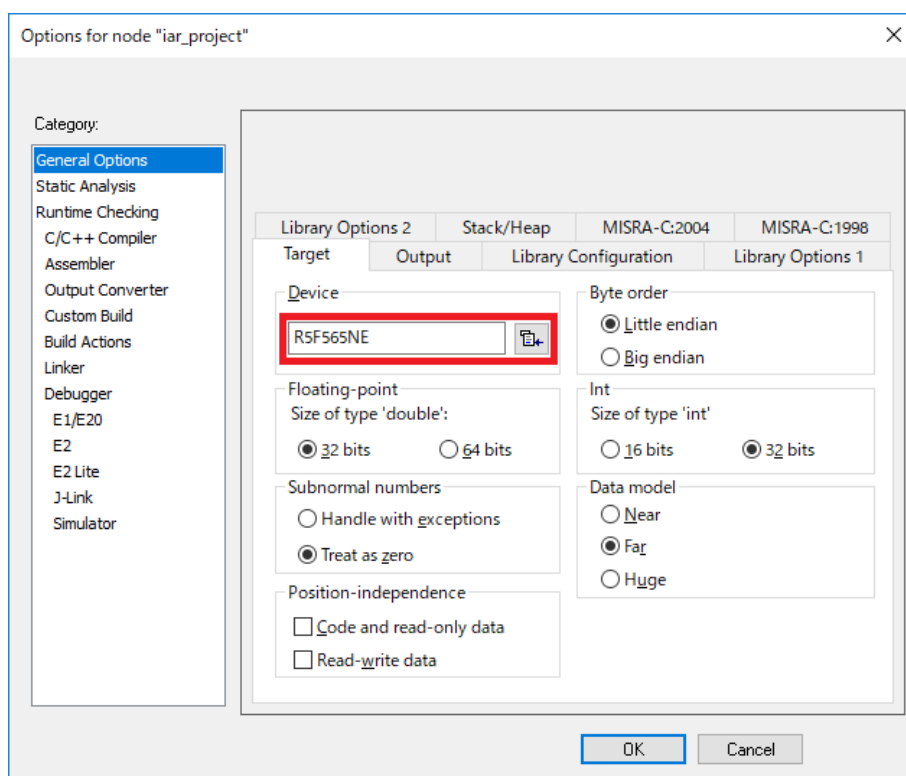 Options for node "iar_project"
Category:
General Options
Static Analysis
Runtime Checking
C/C++ Compiler
Assembler
Output Converter
Custom Build
Build Actions
Linker
Debugger
E1/E20
E2
E2 Lite
J-Link
Simulator
Library Options 2
Stack/Heap
MISRA-C:2004
MISRA-C:1998
Target
Output
Library Configuration
Library Options 1
Device
R5F565NE
Byte order
Little endian
Big endian
Floating-point
Size of type 'double':
32 bits
64 bits
Int
Size of type 'int'
16 bits
32 bits
Subnormal numbers
Handle with exceptions
Treat as zero
Data model
Near
Far
Huge
Position-independence
Code and read-only data
Read-write data
OK
Cancel